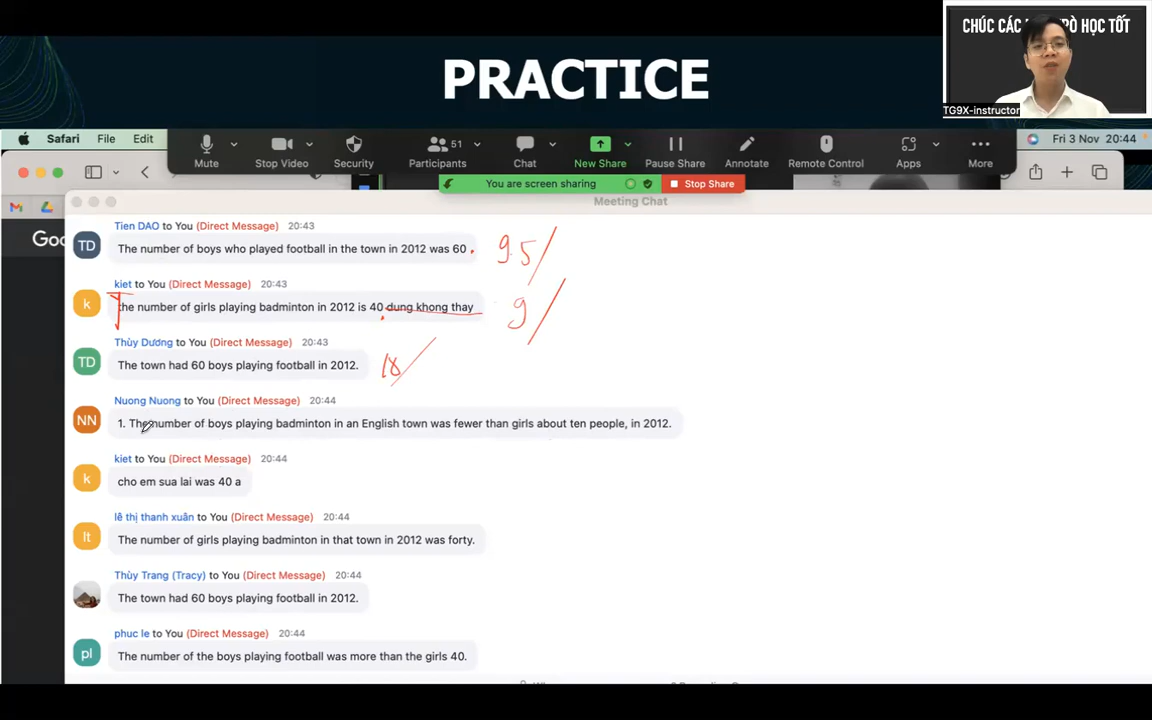 CHÚC CÁC
PÒ HỌC TỐT
TG9X-instructor
PRACTICE
Safari File Edit
Mute Stop Video Security Participants 51 Chat New Share Pause Share Annotate Remote Control Apps More
Fri 3 Nov 20:44
You are screen sharing Stop Share
Meeting Chat
Goo
Tien DAO to You (Direct Message) 20:43
TD
The number of boys who played football in the town in 2012 was 60.
9.5/
kiet to You (Direct Message) 20:43
k
the number of girls playing badminton in 2012 is 40 dung khong thay
9/
Thùy Dương to You (Direct Message) 20:43
TD
The town had 60 boys playing football in 2012.
Nuong Nuong to You (Direct Message) 20:44
NN
1. The number of boys playing badminton in an English town was fewer than girls about ten people, in 2012.
kiet to You (Direct Message) 20:44
k
cho em sua lai was 40 a
lê thị thanh xuân to You (Direct Message) 20:44
lt
The number of girls playing badminton in that town in 2012 was forty.
Thùy Trang (Tracy) to You (Direct Message) 20:44
The town had 60 boys playing football in 2012.
phuc le to You (Direct Message) 20:44
pl
The number of the boys playing football was more than the girls 40.